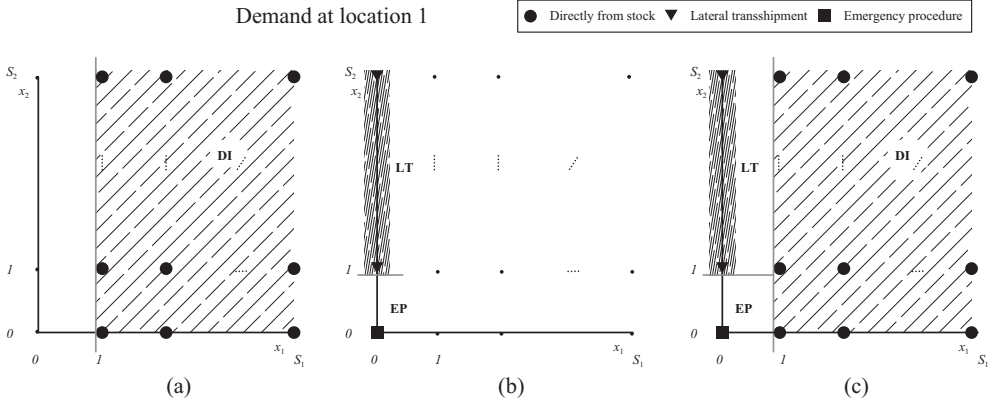 Demand at location 1
Directly from stock Lateral transshipment Emergency procedure
S2
x2
DI
1
0
0 1 x1 S1
(a)
S2
x2
LT
1
EP
0
0 1 x1 S1
(b)
S2
x2
LT DI
1
EP
0
0 1 x1 S1
(c)